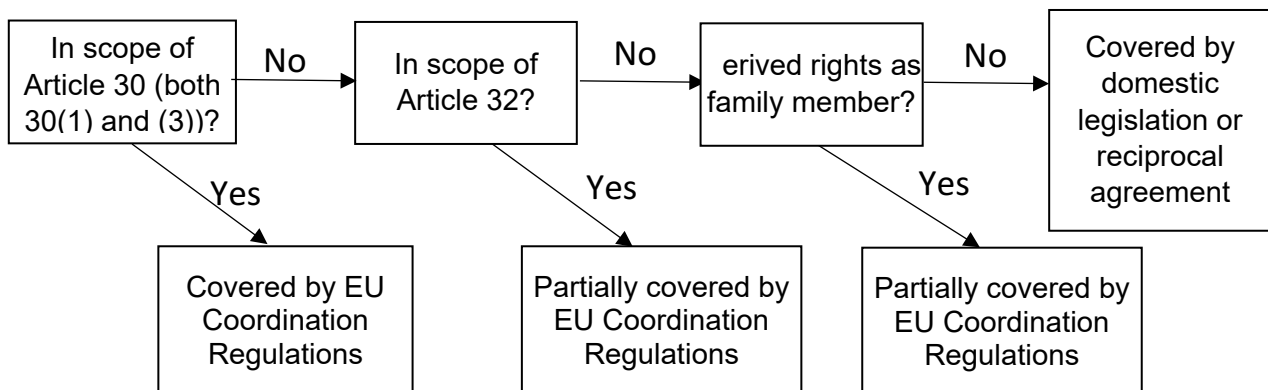 In scope of
Article 30 (both
30(1) and (3))?
No
In scope of
Article 32?
No
erived rights as
family member?
No
Covered by
domestic
legislation or
reciprocal
agreement
Yes
Yes
Yes
Covered by EU
Coordination
Regulations
Partially covered by
EU Coordination
Regulations
Partially covered by
EU Coordination
Regulations